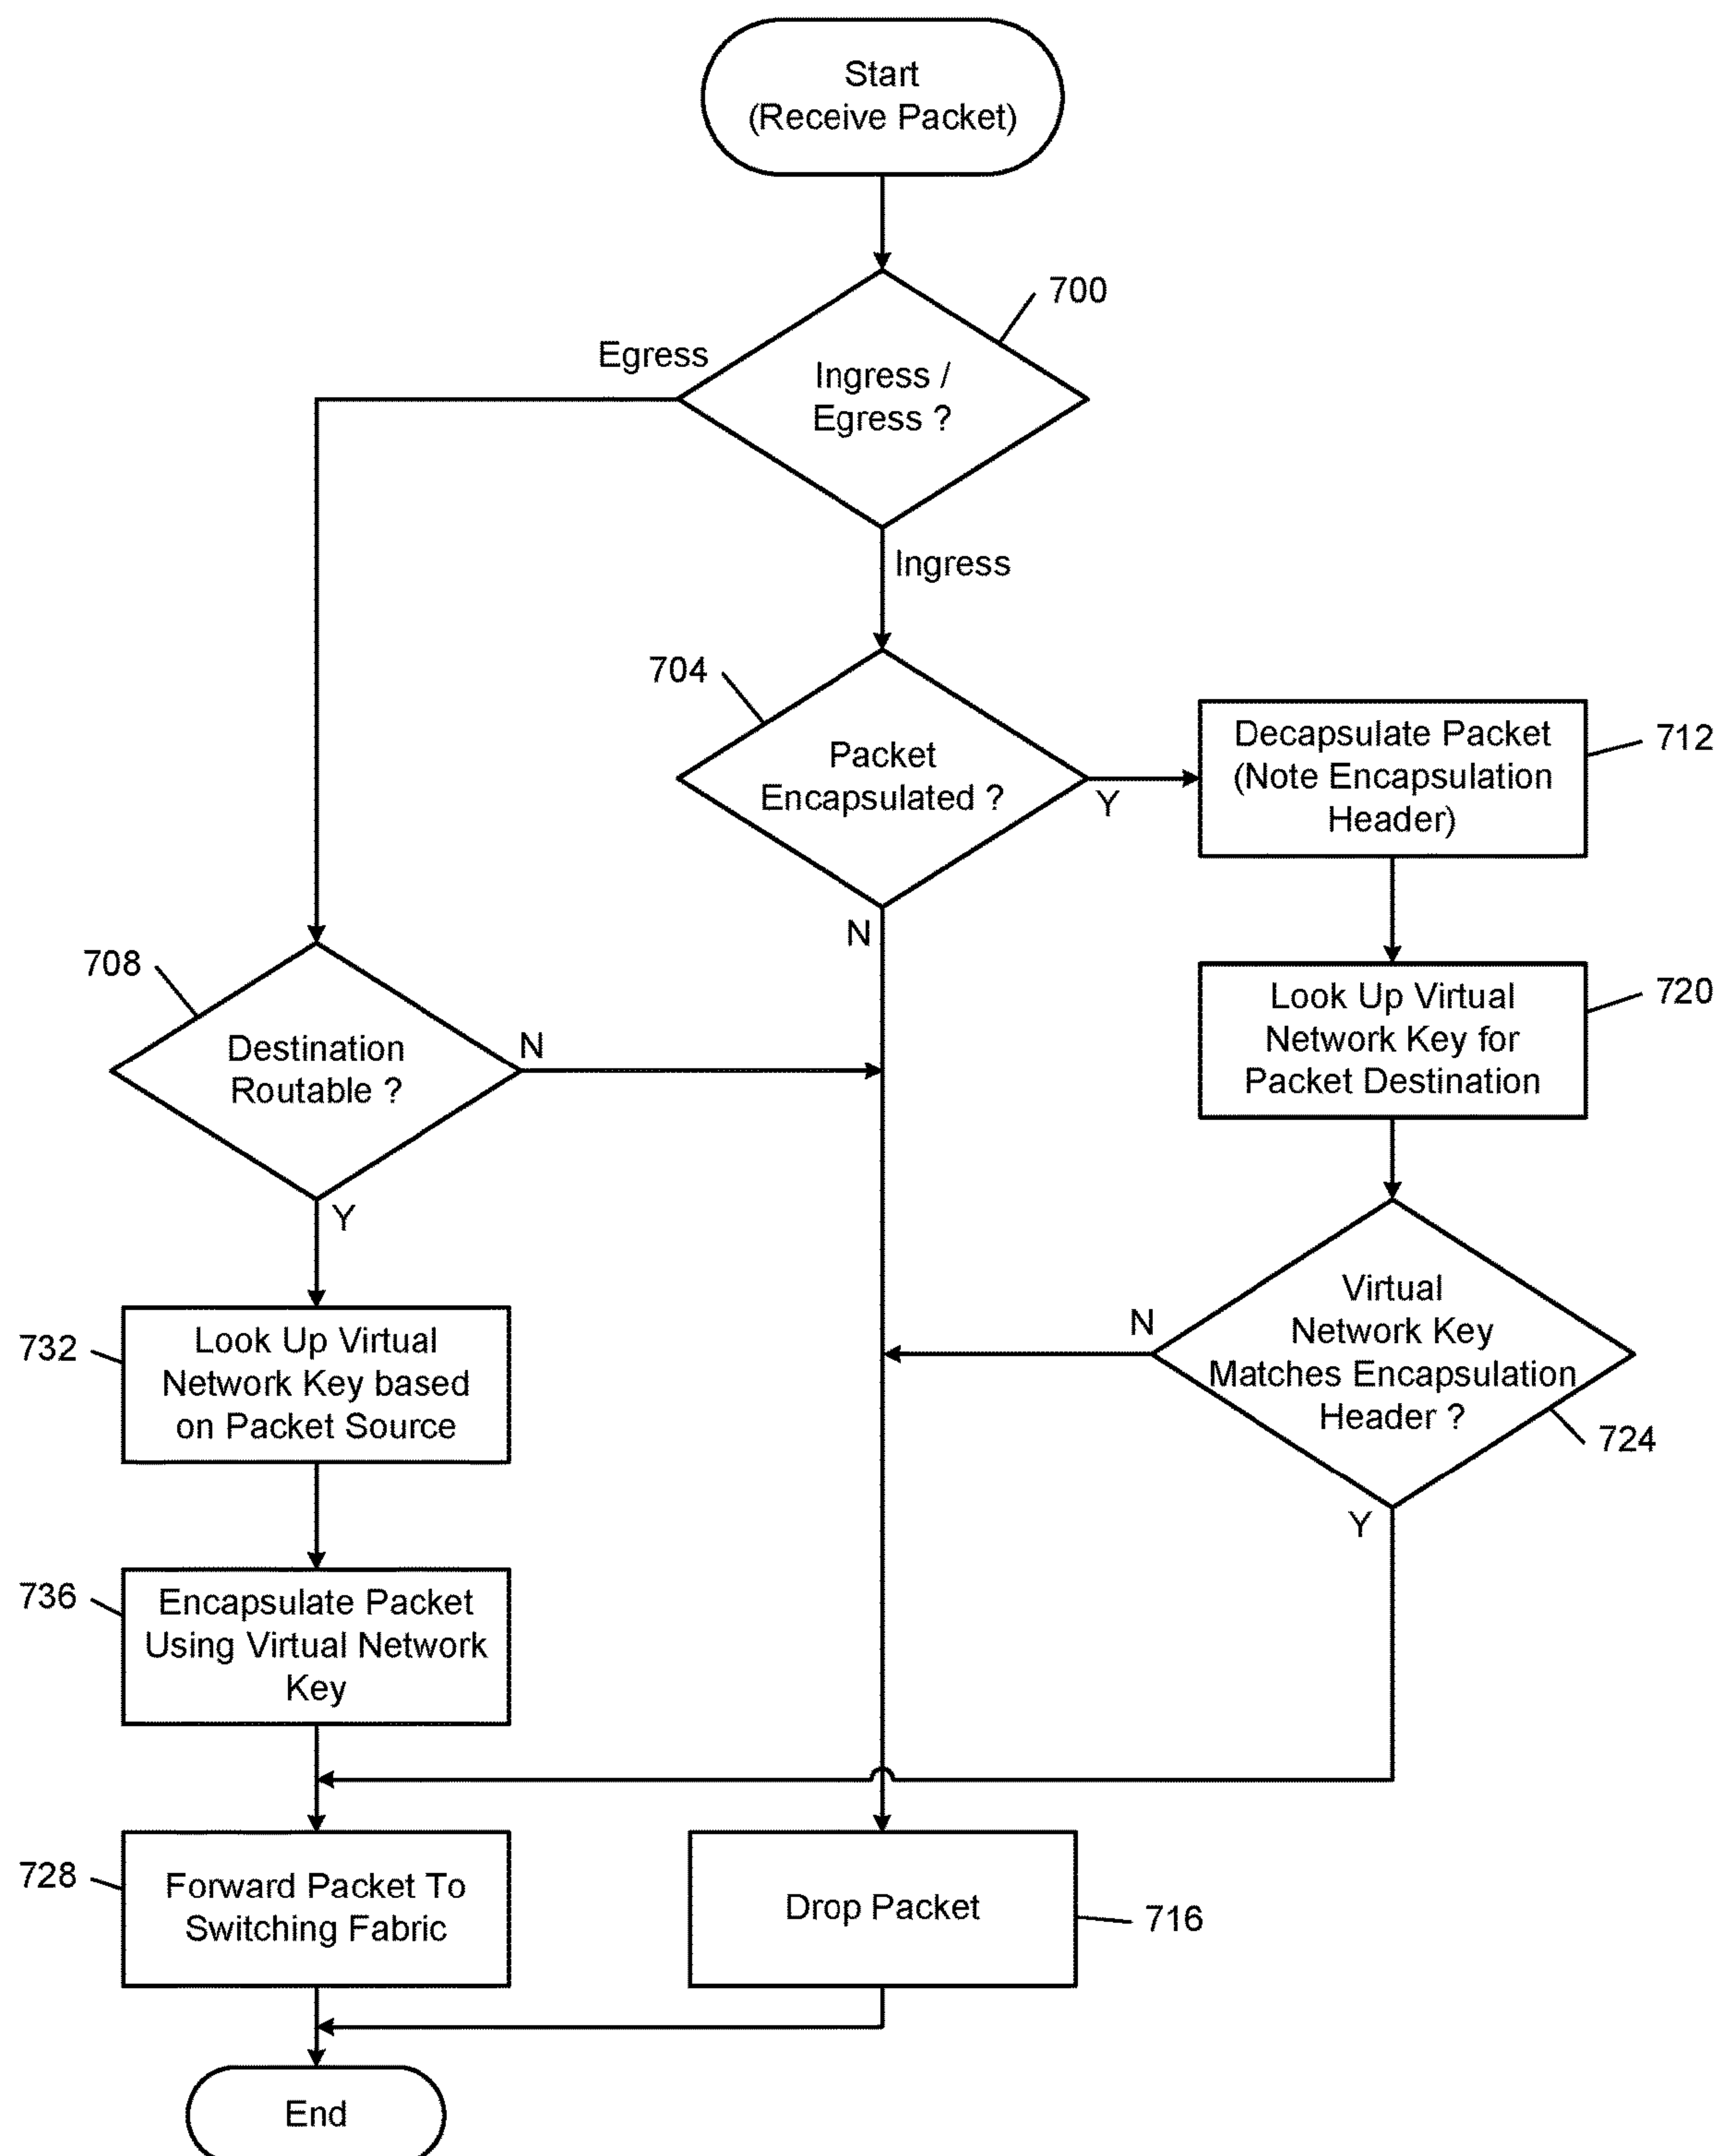 Start
(Receive Packet)
700
Egress
Ingress /
Egress ?
Ingress
704
Packet
Encapsulated ?
Y
N
Decapsulate Packet
(Note Encapsulation
Header)
712
708
Destination
Routable ?
N
Y
Look Up Virtual
Network Key for
Packet Destination
720
732
Look Up Virtual
Network Key based
on Packet Source
N
Virtual
Network Key
Matches Encapsulation
Header ?
724
Y
736
Encapsulate Packet
Using Virtual Network
Key
728
Forward Packet To
Switching Fabric
Drop Packet
716
End